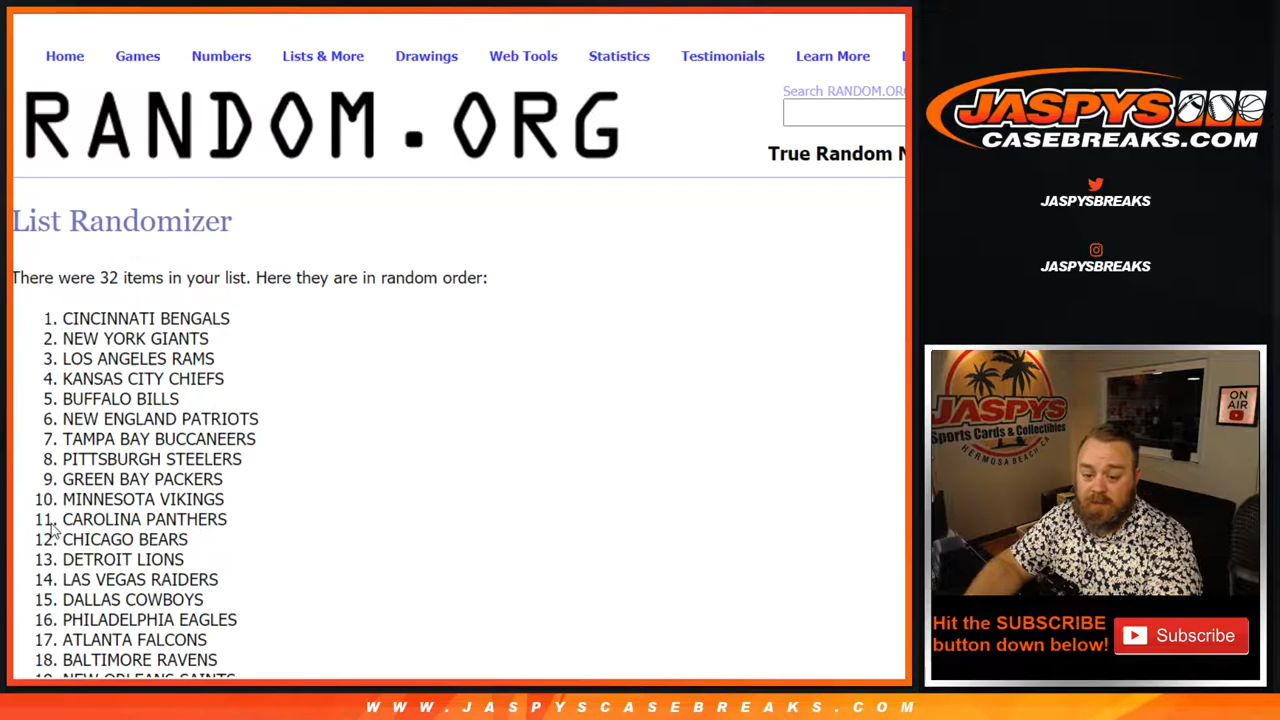 Home Games Numbers Lists & More Drawings Web Tools Statistics Testimonials Learn More
Search RANDOM.ORG
RANDOM.ORG
True Random N
List Randomizer
There were 32 items in your list. Here they are in random order:
1. CINCINNATI BENGALS
2. NEW YORK GIANTS
3. LOS ANGELES RAMS
4. KANSAS CITY CHIEFS
5. BUFFALO BILLS
6. NEW ENGLAND PATRIOTS
7. TAMPA BAY BUCCANEERS
8. PITTSBURGH STEELERS
9. GREEN BAY PACKERS
10. MINNESOTA VIKINGS
11. CAROLINA PANTHERS
12. CHICAGO BEARS
13. DETROIT LIONS
14. LAS VEGAS RAIDERS
15. DALLAS COWBOYS
16. PHILADELPHIA EAGLES
17. ATLANTA FALCONS
18. BALTIMORE RAVENS
19. NEW ORLEANS SAINTS
JASPYS
CASEBREAKS.COM
JASPYSBREAKS
JASPYSBREAKS
JASPYS
Sports Cards & Collectibles
HERMOSA BEACH CA
ON
AIR
Hit the SUBSCRIBE
button down below!
Subscribe
WWW.JASPYSCASEBREAKS.COM